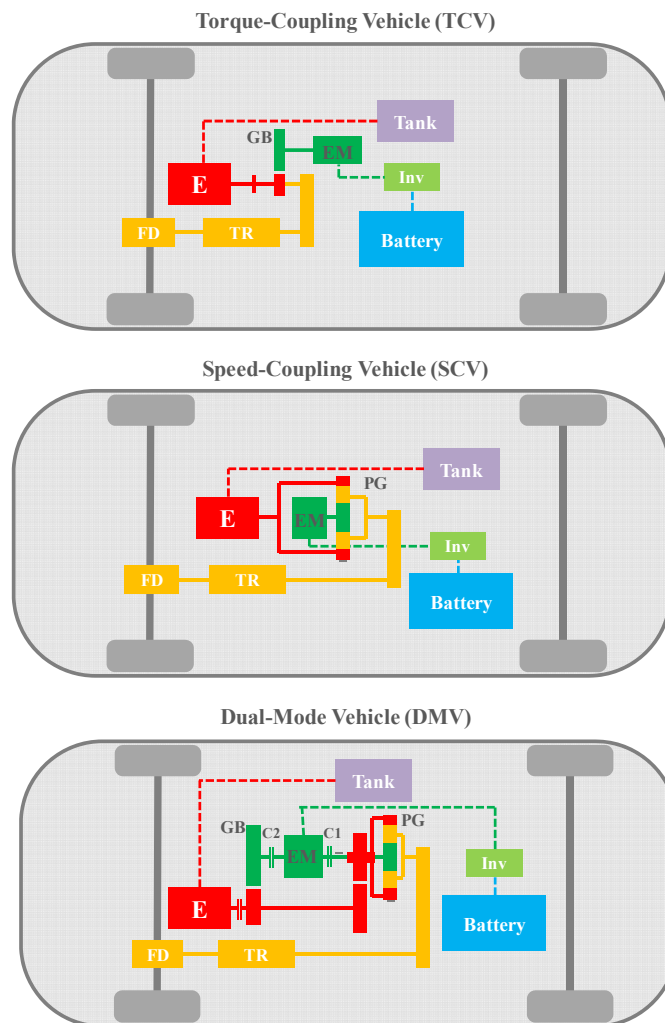 Torque-Coupling Vehicle (TCV)
Tank
GB
EM
E
Inv
FD
TR
Battery
Speed-Coupling Vehicle (SCV)
Tank
PG
E
EM
Inv
FD
TR
Battery
Dual-Mode Vehicle (DMV)
Tank
GB
C2
C1
PG
EM
Inv
E
Battery
FD
TR